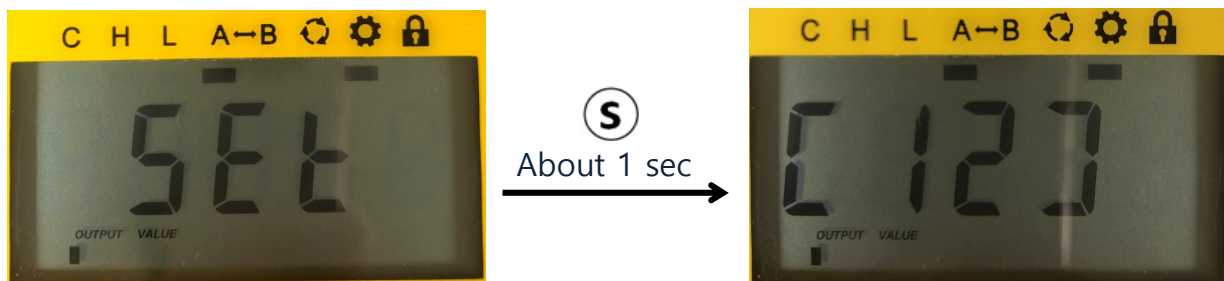 C H L A↔B
SEt
OUTPUT VALUE
S
About 1 sec
C H L A↔B
[12]
OUTPUT VALUE